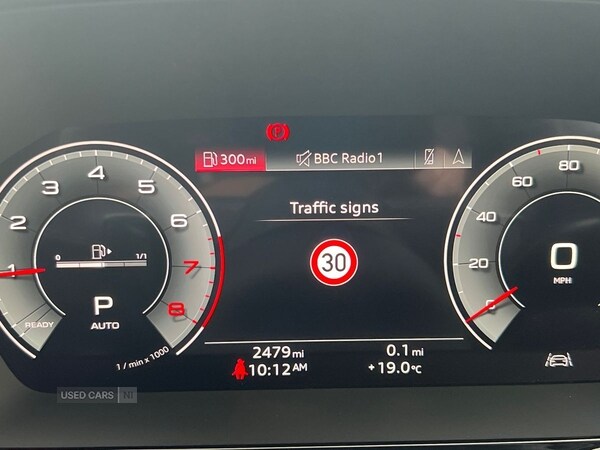 300mi
BBC Radio1
Traffic signs
30
1 2 3 4 5 6 7 8
READY
0 1/1
P
AUTO
1 / min x 1000
0 20 40 60 80
0
MPH
2479mi 0.1mi
10:12AM +19.0°C
USED CARS NI